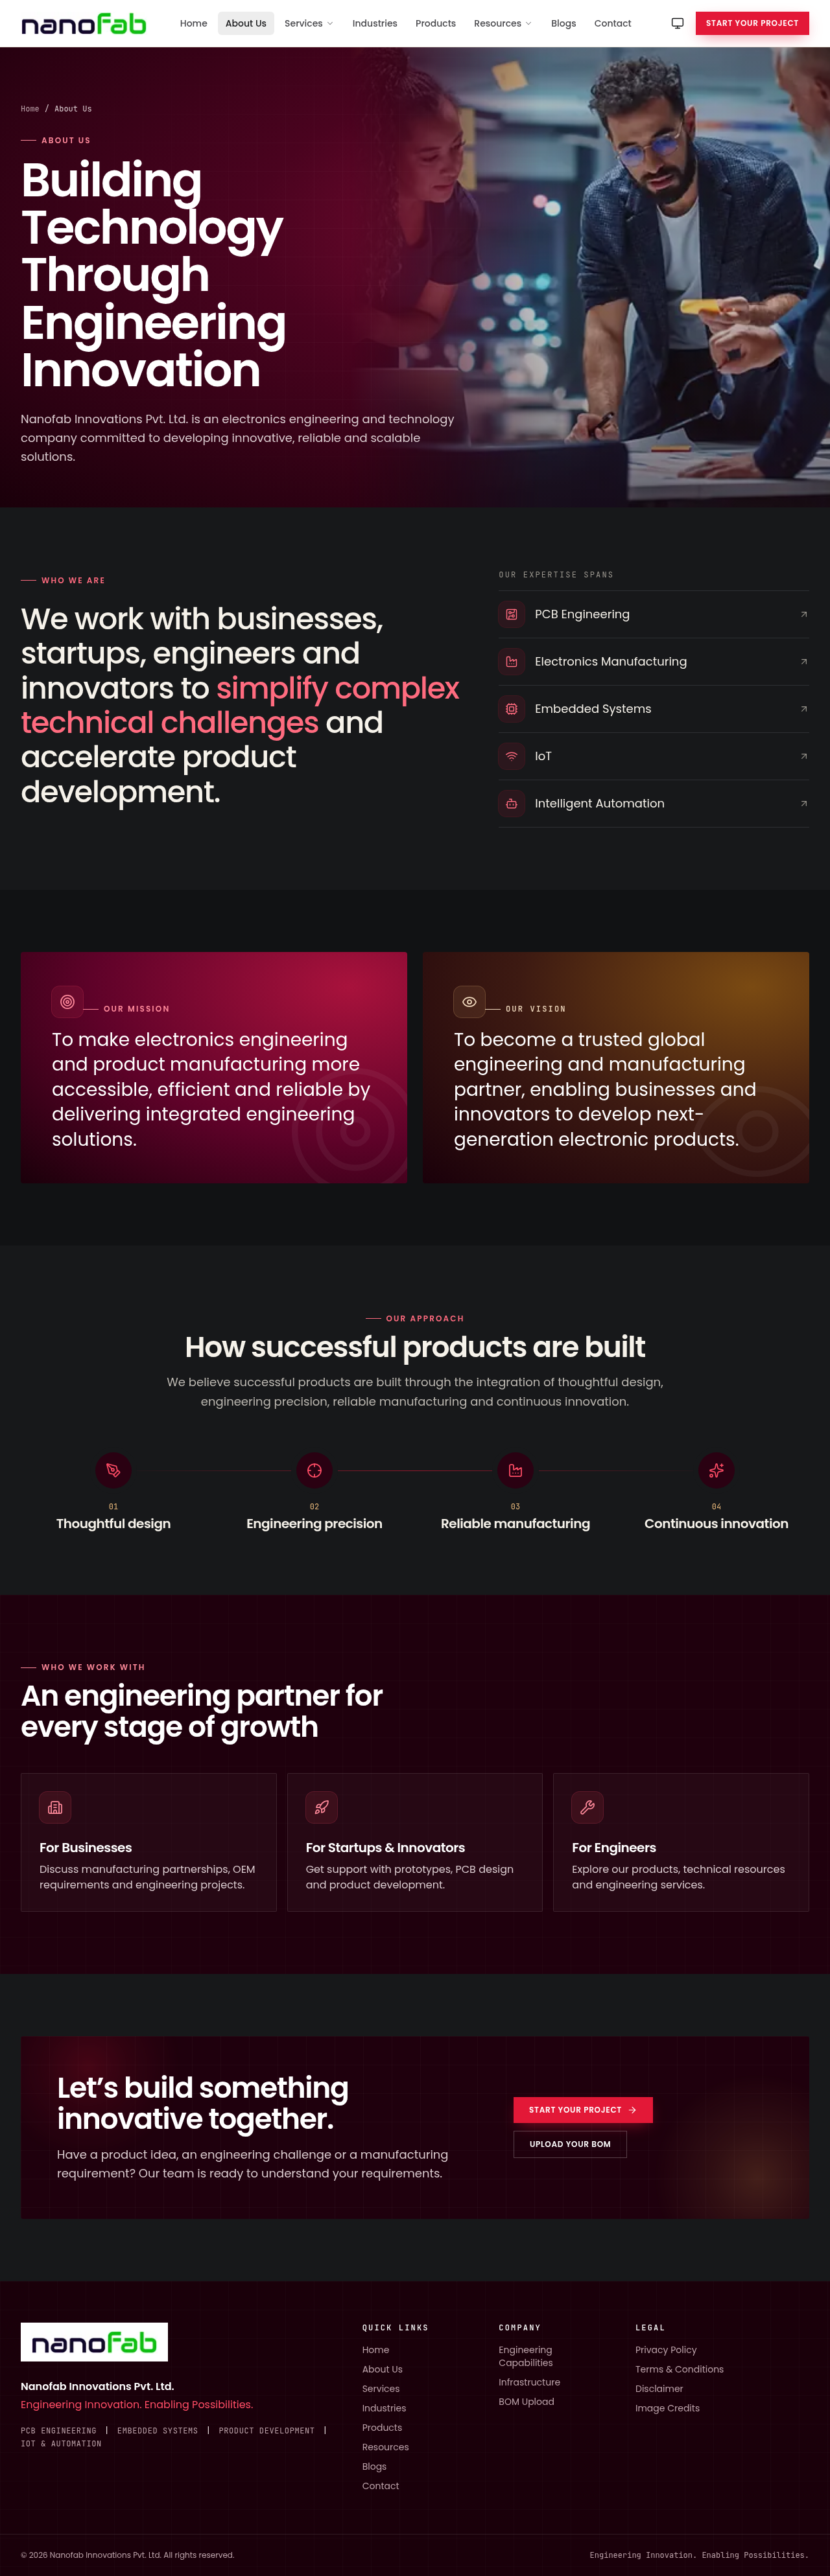 nanoFab
Home
About Us
Services
Industries
Products
Resources
Blogs
Contact
START YOUR PROJECT
Home / About Us
ABOUT US
Building
Technology
Through
Engineering
Innovation
Nanofab Innovations Pvt. Ltd. is an electronics engineering and technology
company committed to developing innovative, reliable and scalable
solutions.
WHO WE ARE
We work with businesses,
startups, engineers and
innovators to simplify complex
technical challenges and
accelerate product
development.
OUR EXPERTISE SPANS
PCB Engineering
Electronics Manufacturing
Embedded Systems
IoT
Intelligent Automation
OUR MISSION
To make electronics engineering
and product manufacturing more
accessible, efficient and reliable by
delivering integrated engineering
solutions.
OUR VISION
To become a trusted global
engineering and manufacturing
partner, enabling businesses and
innovators to develop next-
generation electronic products.
OUR APPROACH
How successful products are built
We believe successful products are built through the integration of thoughtful design,
engineering precision, reliable manufacturing and continuous innovation.
01
Thoughtful design
02
Engineering precision
03
Reliable manufacturing
04
Continuous innovation
WHO WE WORK WITH
An engineering partner for
every stage of growth
For Businesses
Discuss manufacturing partnerships, OEM
requirements and engineering projects.
For Startups & Innovators
Get support with prototypes, PCB design
and product development.
For Engineers
Explore our products, technical resources
and engineering services.
Let’s build something
innovative together.
Have a product idea, an engineering challenge or a manufacturing
requirement? Our team is ready to understand your requirements.
START YOUR PROJECT
UPLOAD YOUR BOM
nanoFab
Nanofab Innovations Pvt. Ltd.
Engineering Innovation. Enabling Possibilities.
PCB ENGINEERING | EMBEDDED SYSTEMS | PRODUCT DEVELOPMENT |
IOT & AUTOMATION
QUICK LINKS
Home
About Us
Services
Industries
Products
Resources
Blogs
Contact
COMPANY
Engineering
Capabilities
Infrastructure
BOM Upload
LEGAL
Privacy Policy
Terms & Conditions
Disclaimer
Image Credits
© 2026 Nanofab Innovations Pvt. Ltd. All rights reserved.
Engineering Innovation. Enabling Possibilities.